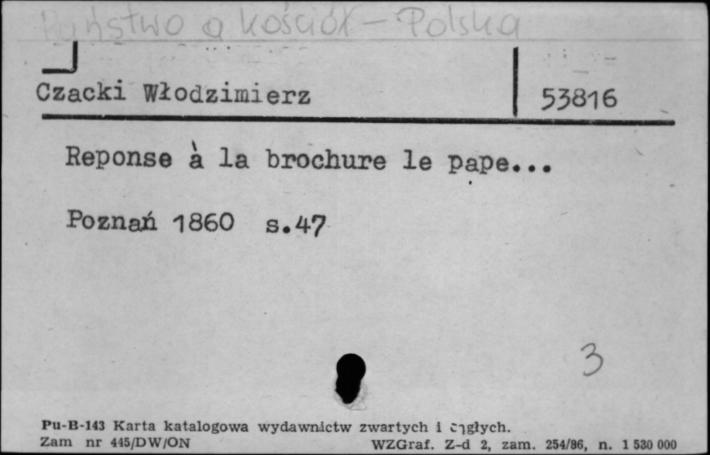 Państwo a kościół - Polska
Czacki Włodzimierz 53816
Reponse à la brochure le pape...
Poznań 1860 s.47
3
Pu-B-143 Karta katalogowa wydawnictw zwartych i ciągłych.
Zam nr 445/DW/ON WZGraf. Z-d 2, zam. 254/86, n. 1 530 000